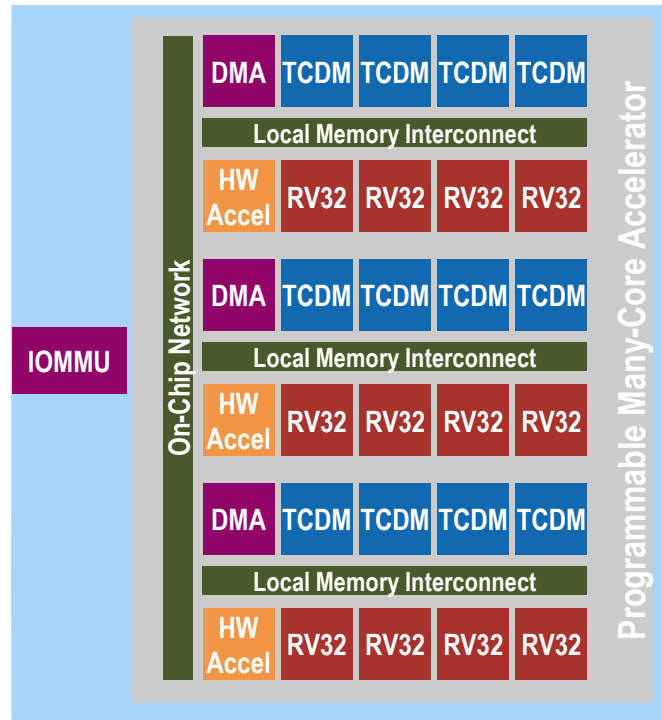 DMA TCDM TCDM TCDM TCDM
Local Memory Interconnect
HW
Accel RV32 RV32 RV32 RV32
DMA TCDM TCDM TCDM TCDM
IOMMU
Local Memory Interconnect
HW
Accel RV32 RV32 RV32 RV32
DMA TCDM TCDM TCDM TCDM
Local Memory Interconnect
HW
Accel RV32 RV32 RV32 RV32
On-Chip Network
Programmable Many-Core Accelerator